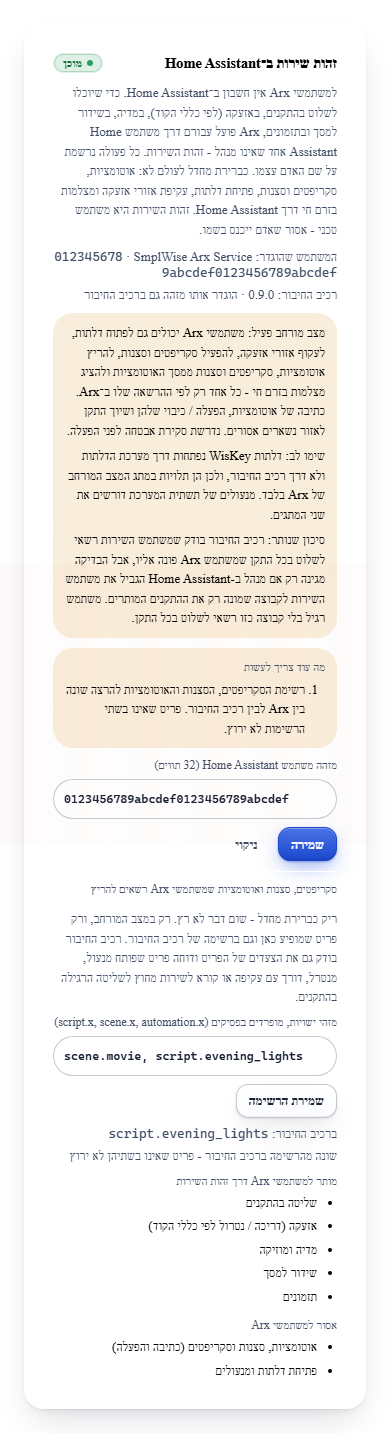 זהות שירות ב־Home Assistant
מוכן
למשתמשי Arx אין חשבון ב־Home Assistant. כדי שיוכלו
לשלוט בהתקנים, באזעקה (לפי כללי הקוד), במדיה, בשידור
למסך ובתזמונים, Arx פועל עבורם דרך משתמש Home
Assistant אחד שאינו מנהל - זהות השירות. כל פעולה נרשמת
על שם האדם עצמו. כברירת מחדל לעולם לא: אוטומציות,
סקריפטים וסצנות, פתיחת דלתות, עקיפת אזורי אזעקה ומצלמות
בזרם חי דרך Home Assistant. זהות השירות היא משתמש
טכני - אסור שאדם ייכנס בשמו.
המשתמש שהוגדר: SmplWise Arx Service · 012345678
9abcdef0123456789abcdef
רכיב החיבור: 0.9.0 · הוגדר אותו מזהה גם ברכיב החיבור
מצב מורחב פעיל: משתמשי Arx יכולים גם לפתוח דלתות,
לעקוף אזורי אזעקה, להפעיל סקריפטים וסצנות, להריץ
אוטומציות, סקריפטים וסצנות ממסך האוטומציות ולהציג
מצלמות בזרם חי - כל אחד רק לפי ההרשאה שלו ב־Arx.
כתיבה של אוטומציות, הפעלה / כיבוי שלהן ושיוך התקן
לאזור נשארים אסורים. נדרשת סקירת אבטחה לפני הפעלה.
שימו לב: דלתות WisKey נפתחות דרך מערכת הדלתות
ולא דרך רכיב החיבור, ולכן הן תלויות במתג המצב המורחב
של Arx בלבד. מנעולים של תשתית המערכת דורשים את
שני המתגים.
סיכון שנותר: רכיב החיבור בודק שמשתמש השירות רשאי
לשלוט בכל התקן שמשתמש Arx פונה אליו, אבל הבדיקה
מגינה רק אם מנהל ב-Home Assistant הגביל את משתמש
השירות לקבוצה שמונה רק את ההתקנים המותרים. משתמש
רגיל בלי קבוצה כזו רשאי לשלוט בכל התקן.
מה עוד צריך לעשות
1. רשימת הסקריפטים, הסצנות והאוטומציות להרצה שונה
בין Arx לבין רכיב החיבור. פריט שאינו בשתי
הרשימות לא ירוץ.
מזהה משתמש Home Assistant (32 תווים)
0123456789abcdef0123456789abcdef
שמירה
ניקוי
סקריפטים, סצנות ואוטומציות שמשתמשי Arx רשאים להריץ
ריק כברירת מחדל - שום דבר לא רץ. רק במצב המורחב, ורק
פריט שמופיע כאן וגם ברשימה של רכיב החיבור. רכיב החיבור
בודק גם את הצעדים של הפריט ודוחה פריט שפותח מנעול,
מנטרל, דורך עם עקיפה או קורא לשירות מחוץ לשליטה הרגילה
בהתקנים.
מזהי ישויות, מופרדים בפסיקים (script.x, scene.x, automation.x)
scene.movie, script.evening_lights
שמירת הרשימה
ברכיב החיבור: script.evening_lights
שונה מהרשימה ברכיב החיבור - פריט שאינו בשתיהן לא ירוץ
מותר למשתמשי Arx דרך זהות השירות
• שליטה בהתקנים
• אזעקה (דריכה / נטרול לפי כללי הקוד)
• מדיה ומוזיקה
• שידור למסך
• תזמונים
אסור למשתמשי Arx
• אוטומציות, סצנות וסקריפטים (כתיבה והפעלה)
• פתיחת דלתות ומנעולים